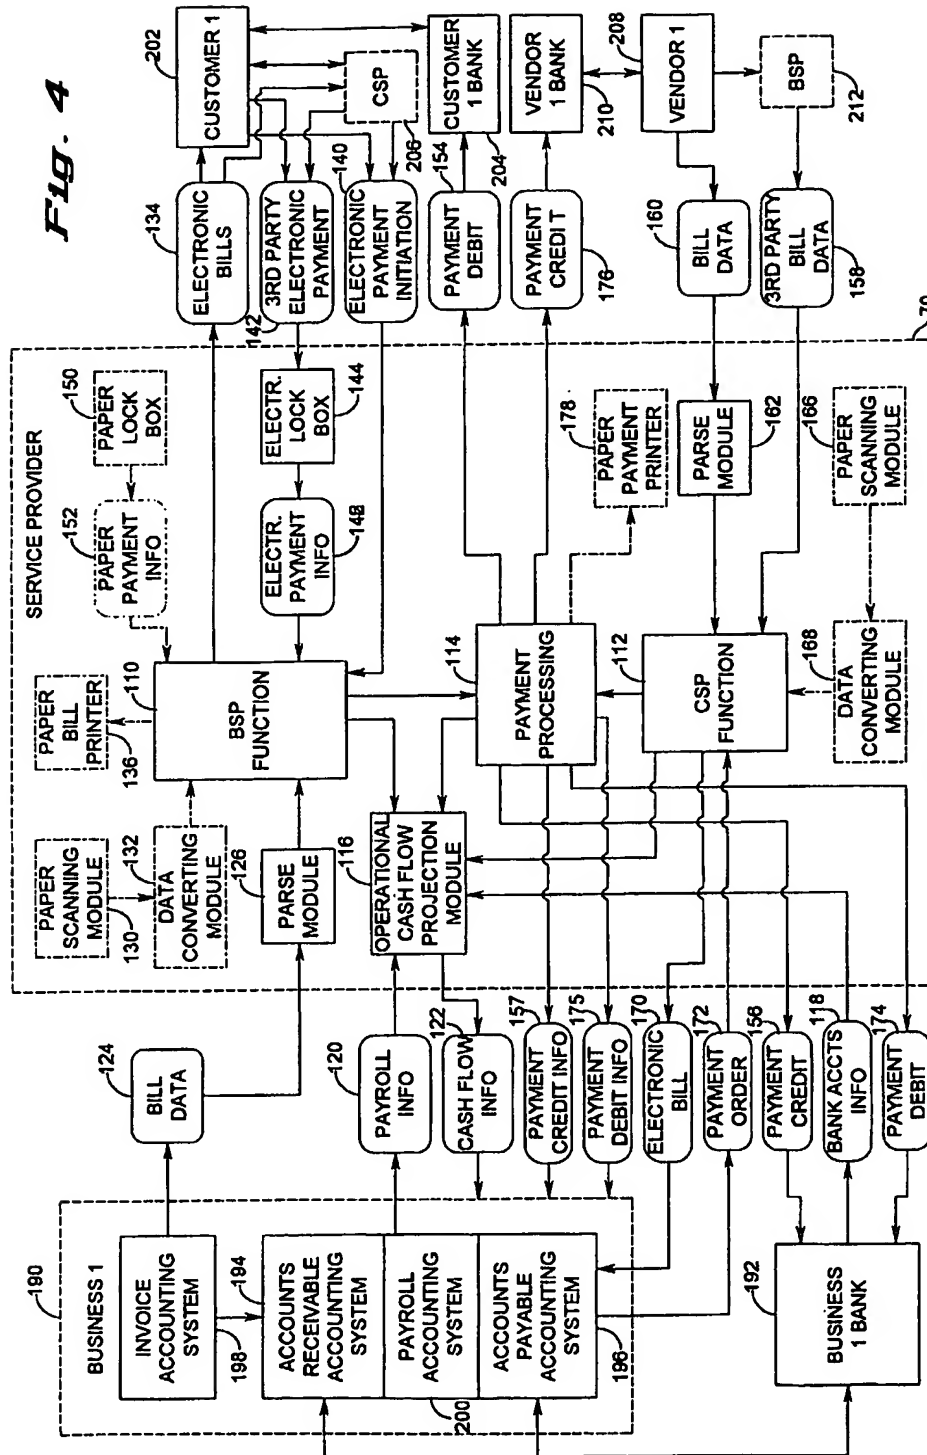 Fig. 4
190
BUSINESS 1
INVOICE
ACCOUNTING
SYSTEM
198
194
ACCOUNTS
RECEIVABLE
ACCOUNTING
SYSTEM
PAYROLL
ACCOUNTING
SYSTEM
200
ACCOUNTS
PAYABLE
ACCOUNTING
SYSTEM
196
192
BUSINESS
1 BANK
124
BILL
DATA
120
PAYROLL
INFO
122
CASH FLOW
INFO
157
PAYMENT
CREDIT INFO
175
PAYMENT
DEBIT INFO
170
ELECTRONIC
BILL
172
PAYMENT
ORDER
156
PAYMENT
CREDIT
118
BANK ACCTS
INFO
174
PAYMENT
DEBIT
SERVICE PROVIDER
PAPER
SCANNING
MODULE
130
132
DATA
CONVERTING
MODULE
126
PARSE
MODULE
116
OPERATIONAL
CASH FLOW
PROJECTION
MODULE
PAPER
BILL
PRINTER
136
110
BSP
FUNCTION
114
PAYMENT
PROCESSING
112
CSP
FUNCTION
168
DATA
CONVERTING
MODULE
150
PAPER
LOCK
BOX
152
PAPER
PAYMENT
INFO
ELECTR.
LOCK
BOX
144
ELECTR.
PAYMENT
INFO
148
178
PAPER
PAYMENT
PRINTER
PARSE
MODULE
162
166
PAPER
SCANNING
MODULE
70
134
ELECTRONIC
BILLS
142
3RD PARTY
ELECTRONIC
PAYMENT
140
ELECTRONIC
PAYMENT
INITIATION
154
PAYMENT
DEBIT
PAYMENT
CREDIT
176
160
BILL
DATA
3RD PARTY
BILL
DATA
158
202
CUSTOMER 1
CSP
206
CUSTOMER
1 BANK
204
VENDOR
1 BANK
210
208
VENDOR 1
BSP
212